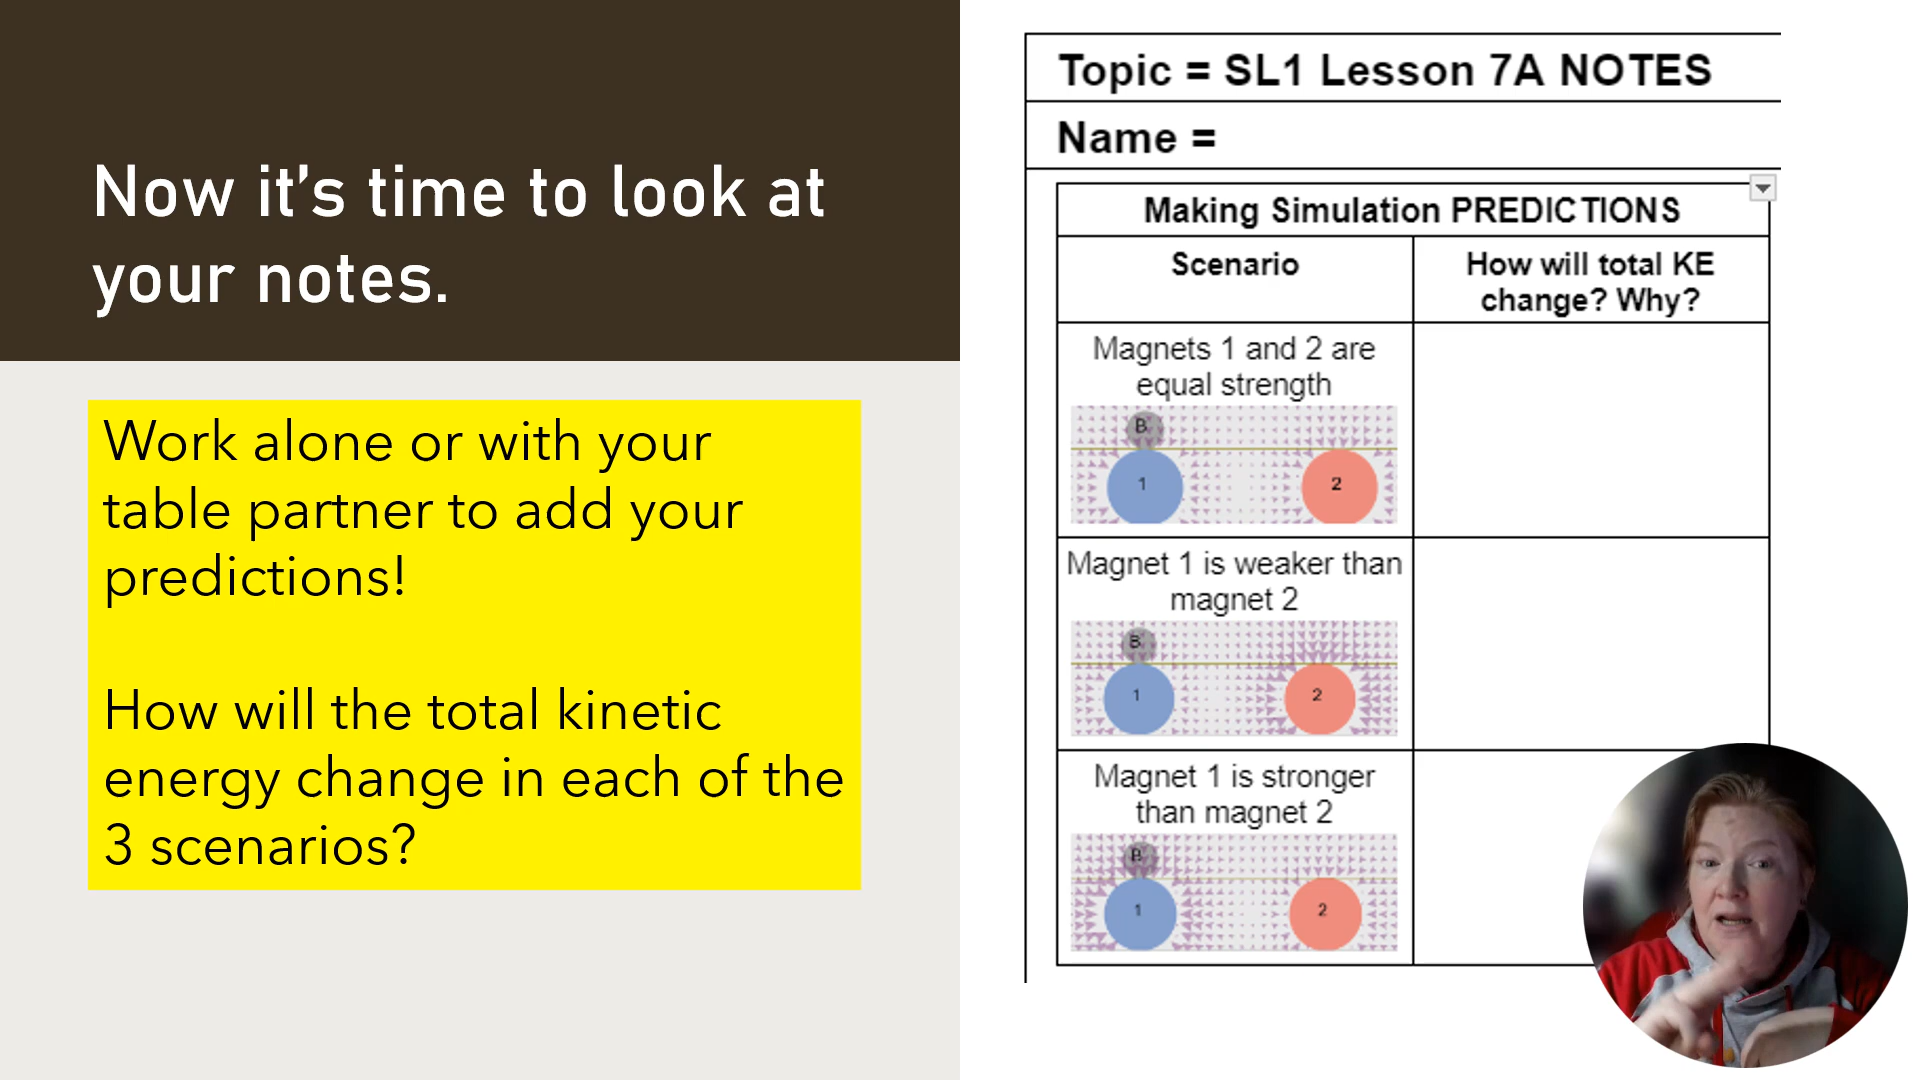 Now it's time to look at
your notes.
Work alone or with your
table partner to add your
predictions!
How will the total kinetic
energy change in each of the
3 scenarios?
Topic = SL1 Lesson 7A NOTES
Name =
Making Simulation PREDICTIONS
Scenario
How will total KE
change? Why?
Magnets 1 and 2 are
equal strength
B
1
2
Magnet 1 is weaker than
magnet 2
B
1
2
Magnet 1 is stronger
than magnet 2
B
1
2